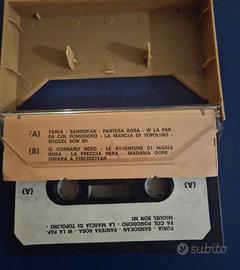 (A) FURIA - SANDOKAN - PANTERA ROSA - W LA PAP-
PA COL POMODORO - LA MARCIA DI TOPOLINO -
MIGUEL SON MI
(B) IL CORSARO NERO - LE AVVENTURE DI MARIA
ROSA - LA FRECCIA NERA - MADAMA DORE' -
IMPARA A FISCHIETTAR
(A)
(A)
FURIA - SANDOKAN - PANTERA ROSA - W LA PAP-
PA COL POMODORO - LA MARCIA DI TOPOLINO -
MIGUEL SON MI
subito